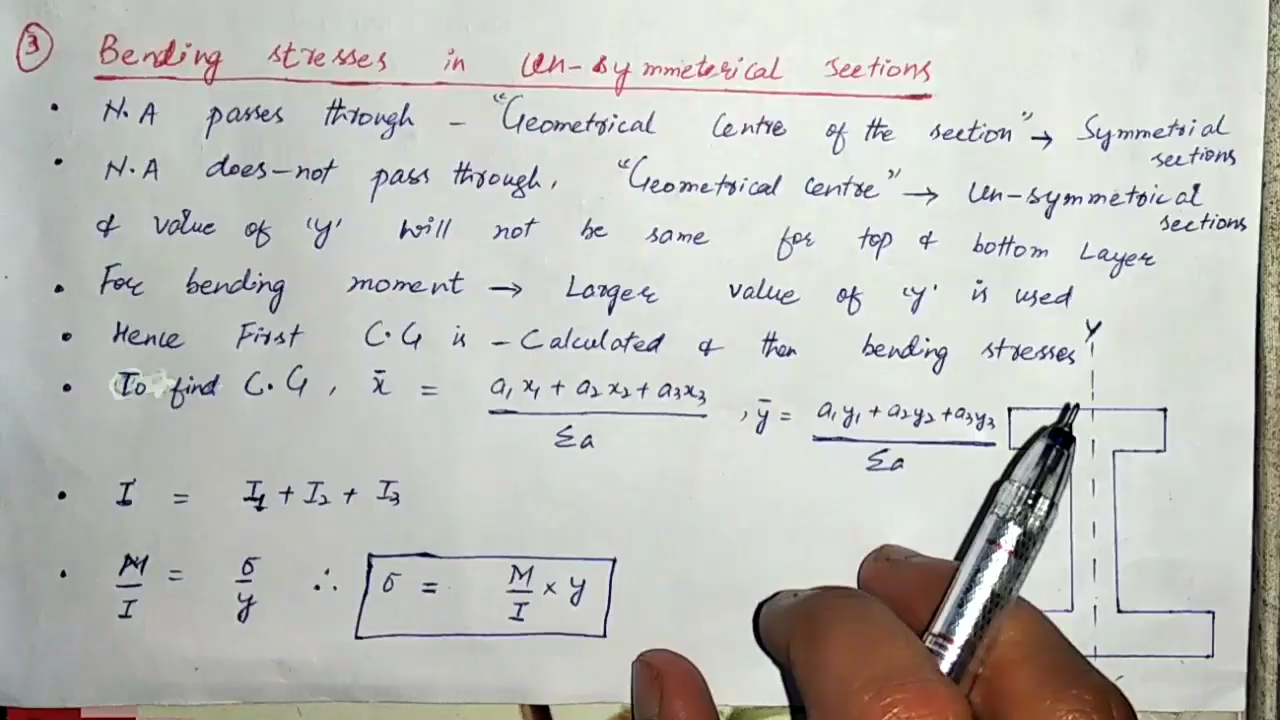 ③ Bending stresses in un-symmeterical sections
• N.A passes through - "Geometrical Centre of the section" → Symmetrial sections
• N.A does-not pass through, "Geometrical centre" → Un-symmetrical sections
& value of 'y' will not be same for top & bottom Layer
• For bending moment → Larger value of 'y' is used
• Hence First C.G is - Calculated & then bending stresses
• To find C.G, x̄ = a₁x₁ + a₂x₂ + a₃x₃ / Σa , ȳ = a₁y₁ + a₂y₂ + a₃y₃ / Σa
• I = I₁ + I₂ + I₃
• M/I = σ/y ∴ σ = M/I × y
Y